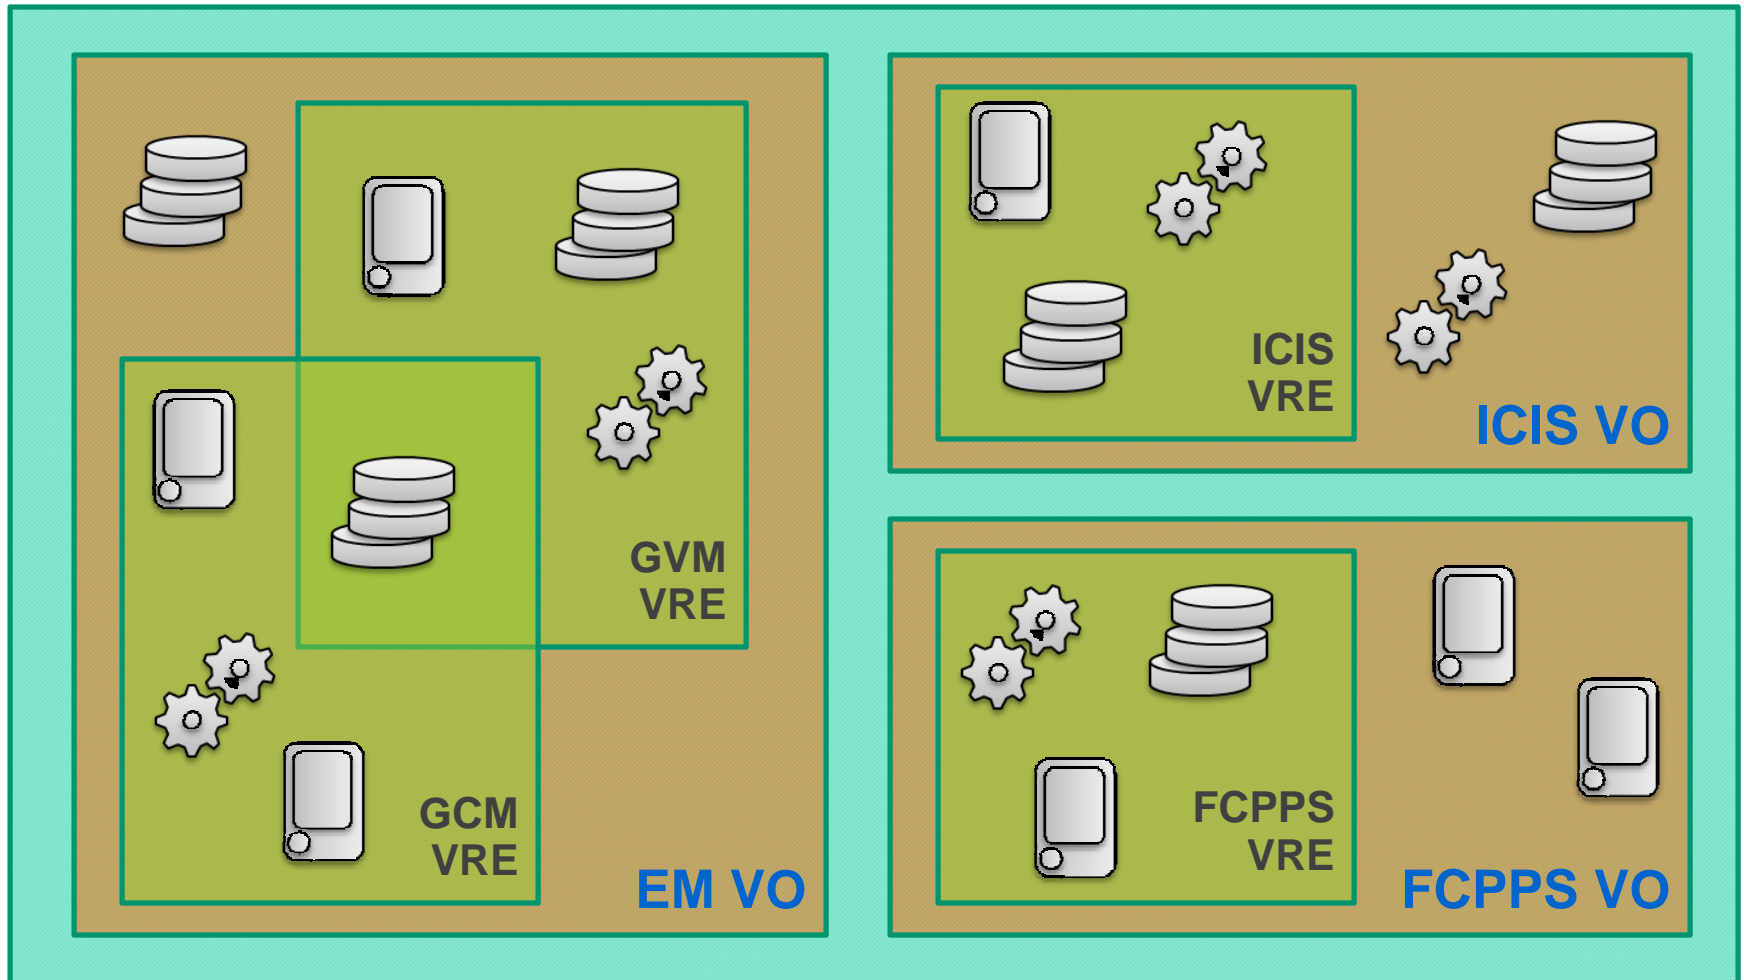 GVM
VRE
GCM
VRE
EM VO
ICIS
VRE
ICIS VO
FCPPS
VRE
FCPPS VO